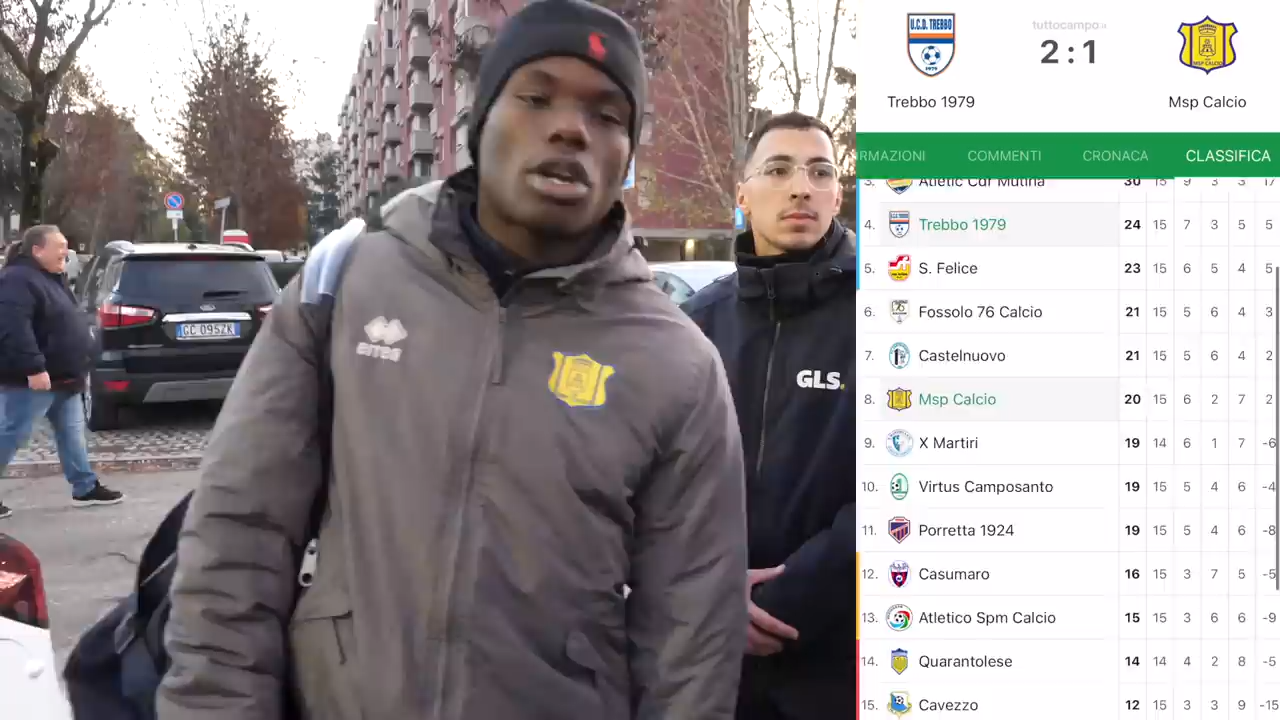 GC 095ZK
errea
GLS.
U.C.D. TREBBO
1979
tuttocampo.it
2 : 1
MSP CALCIO
Trebbo 1979
Msp Calcio
RMAZIONI COMMENTI CRONACA CLASSIFICA
3. Atletic Cdr Mutina 30 15 9 3 3 17
4. Trebbo 1979 24 15 7 3 5 5
5. S. Felice 23 15 6 5 4 5
6. Fossolo 76 Calcio 21 15 5 6 4 3
7. Castelnuovo 21 15 5 6 4 2
8. Msp Calcio 20 15 6 2 7 2
9. X Martiri 19 14 6 1 7 -6
10. Virtus Camposanto 19 15 5 4 6 -4
11. Porretta 1924 19 15 5 4 6 -8
12. Casumaro 16 15 3 7 5 -5
13. Atletico Spm Calcio 15 15 3 6 6 -9
14. Quarantolese 14 14 4 2 8 -5
15. Cavezzo 12 15 3 3 9 -15